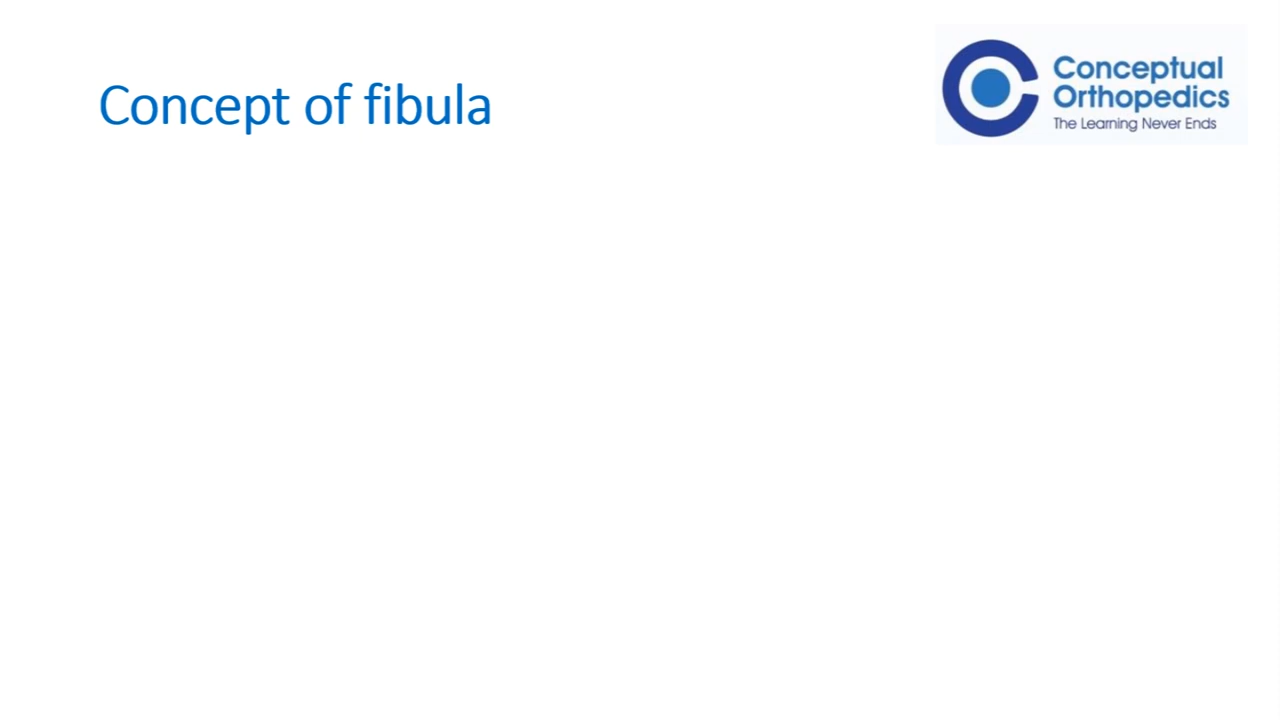 Concept of fibula
Conceptual
Orthopedics
The Learning Never Ends